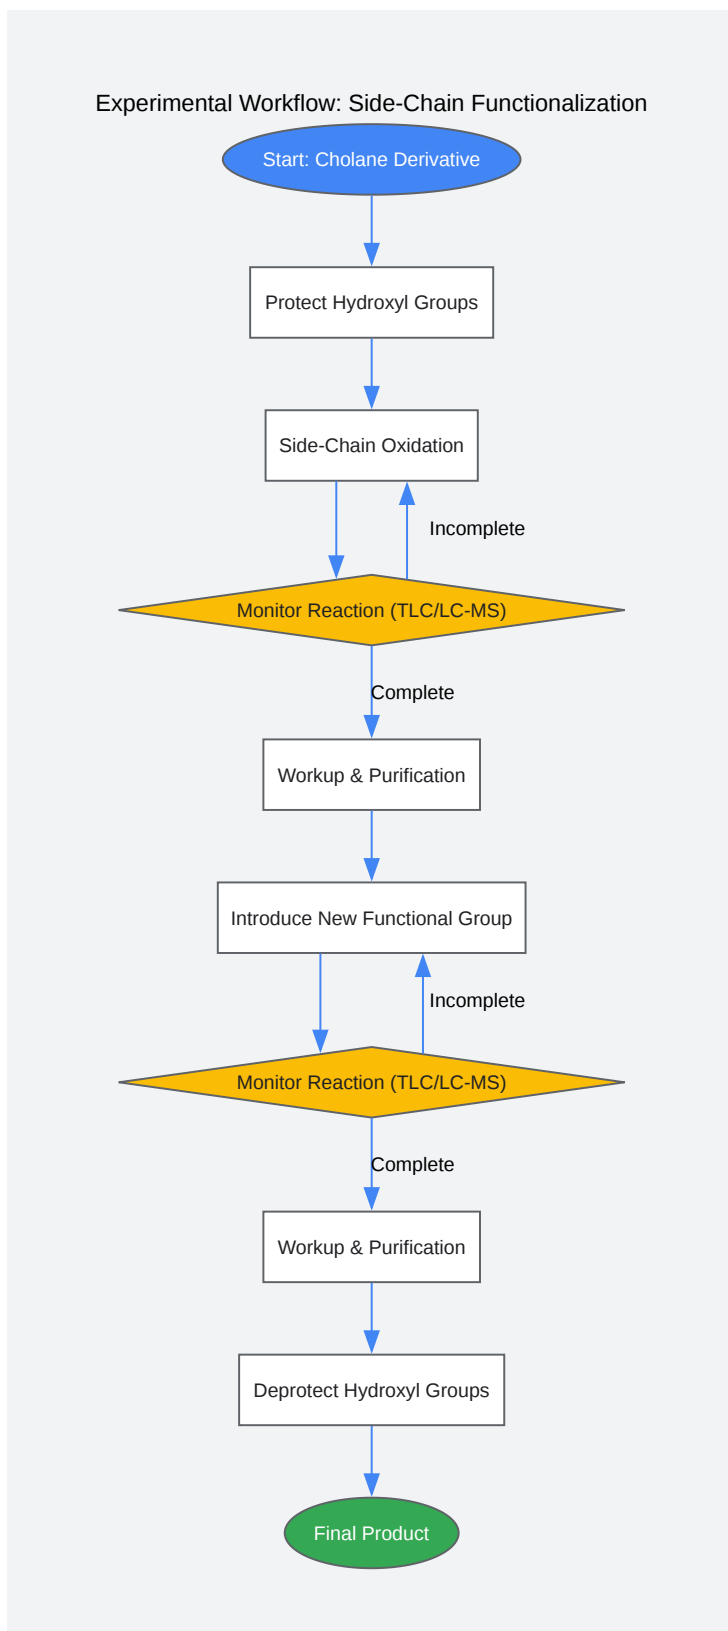 Experimental Workflow: Side-Chain Functionalization
Start: Cholane Derivative
Protect Hydroxyl Groups
Side-Chain Oxidation
Incomplete
Monitor Reaction (TLC/LC-MS)
Complete
Workup & Purification
Introduce New Functional Group
Incomplete
Monitor Reaction (TLC/LC-MS)
Complete
Workup & Purification
Deprotect Hydroxyl Groups
Final Product